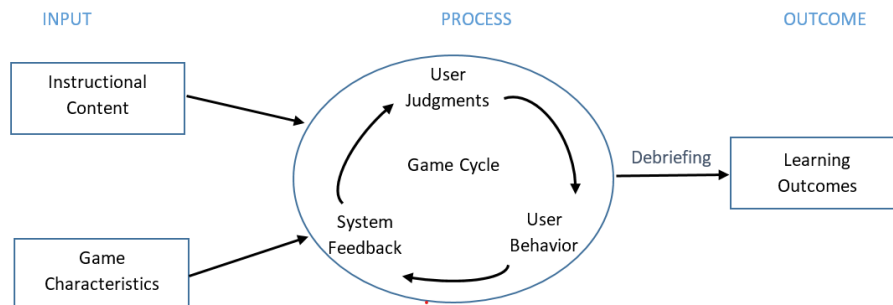 INPUT
PROCESS
OUTCOME
Instructional
Content
User
Judgments
Game Cycle
Debriefing
Learning
Outcomes
System
Feedback
User
Behavior
Game
Characteristics